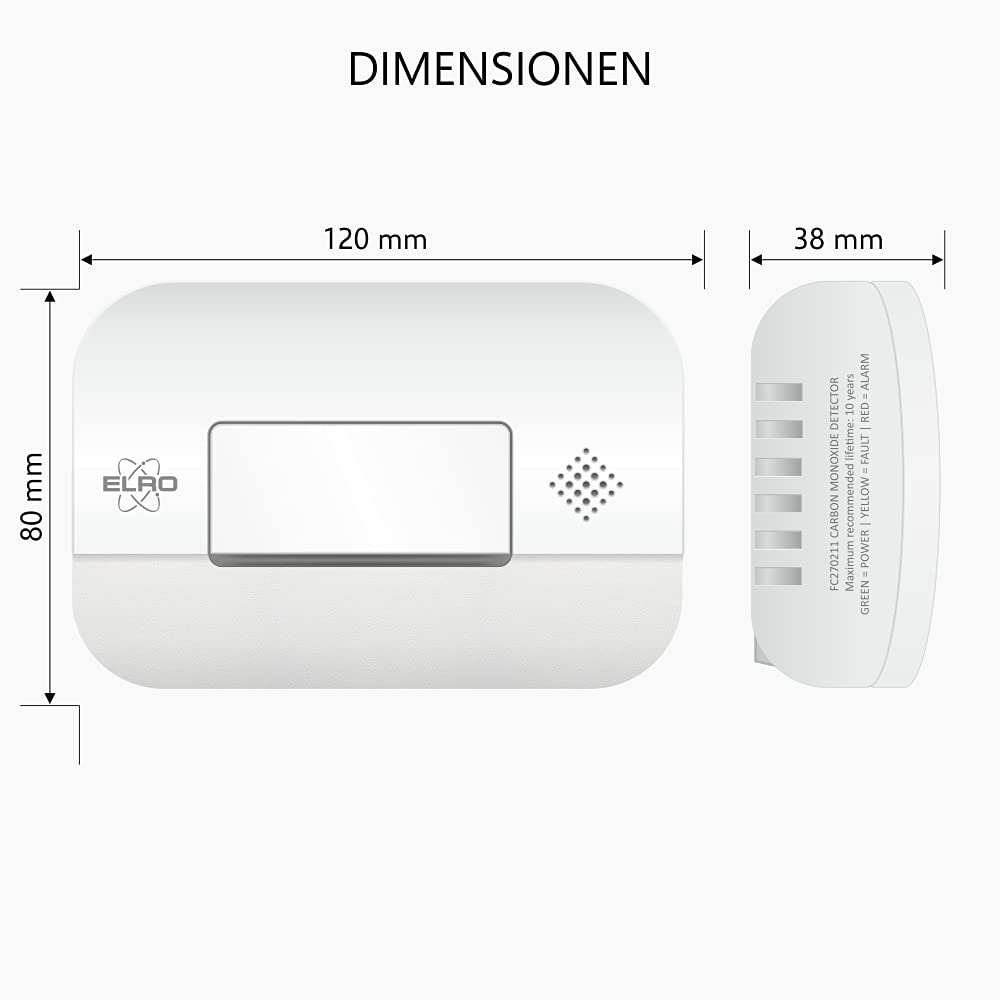 DIMENSIONEN
120 mm
38 mm
80 mm
ELRO
FC270211 CARBON MONOXIDE DETECTOR
Maximum recommended lifetime: 10 years
GREEN = POWER | YELLOW = FAULT | RED = ALARM